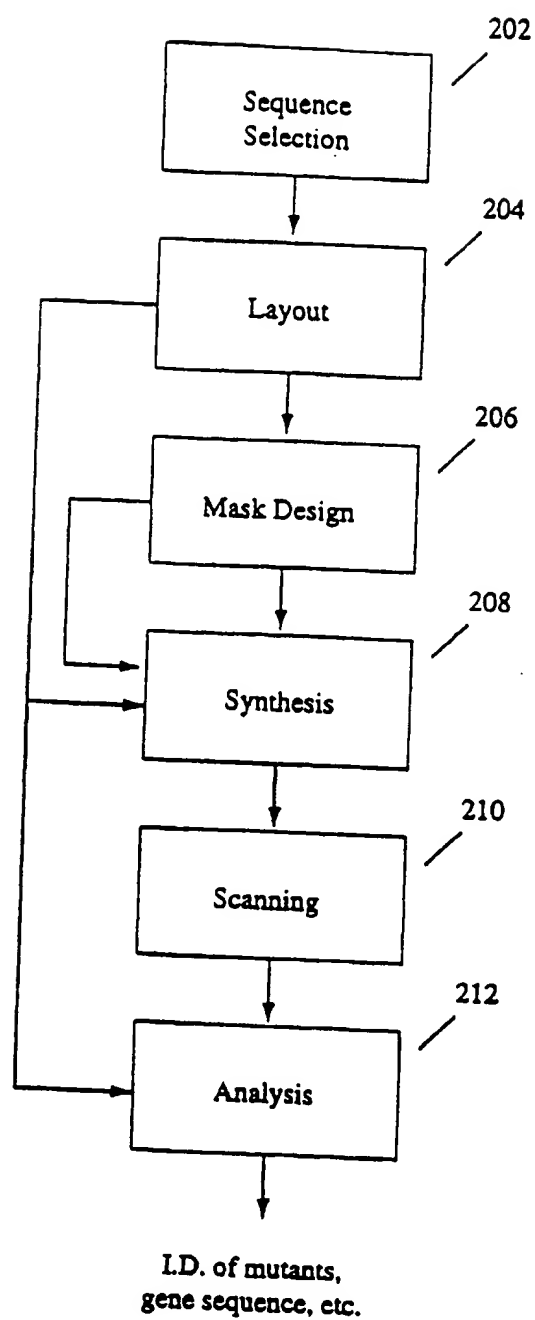 202
Sequence
Selection
204
Layout
206
Mask Design
208
Synthesis
210
Scanning
212
Analysis
I.D. of mutants,
gene sequence, etc.